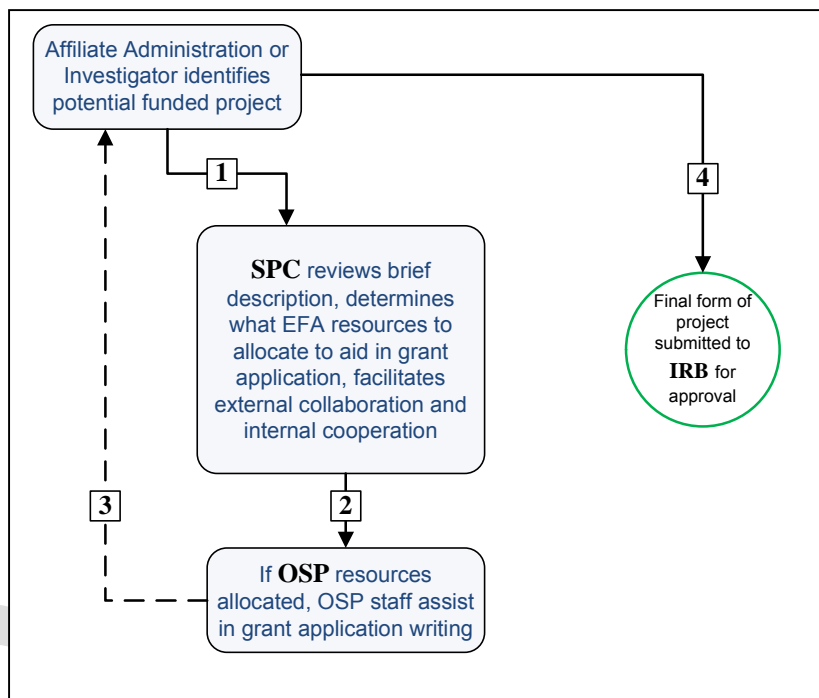 Affiliate Administration or
Investigator identifies
potential funded project
1
4
SPC reviews brief
description, determines
what EFA resources to
allocate to aid in grant
application, facilitates
external collaboration and
internal cooperation
Final form of
project
submitted to
IRB for
approval
3
2
If OSP resources
allocated, OSP staff assist
in grant application writing